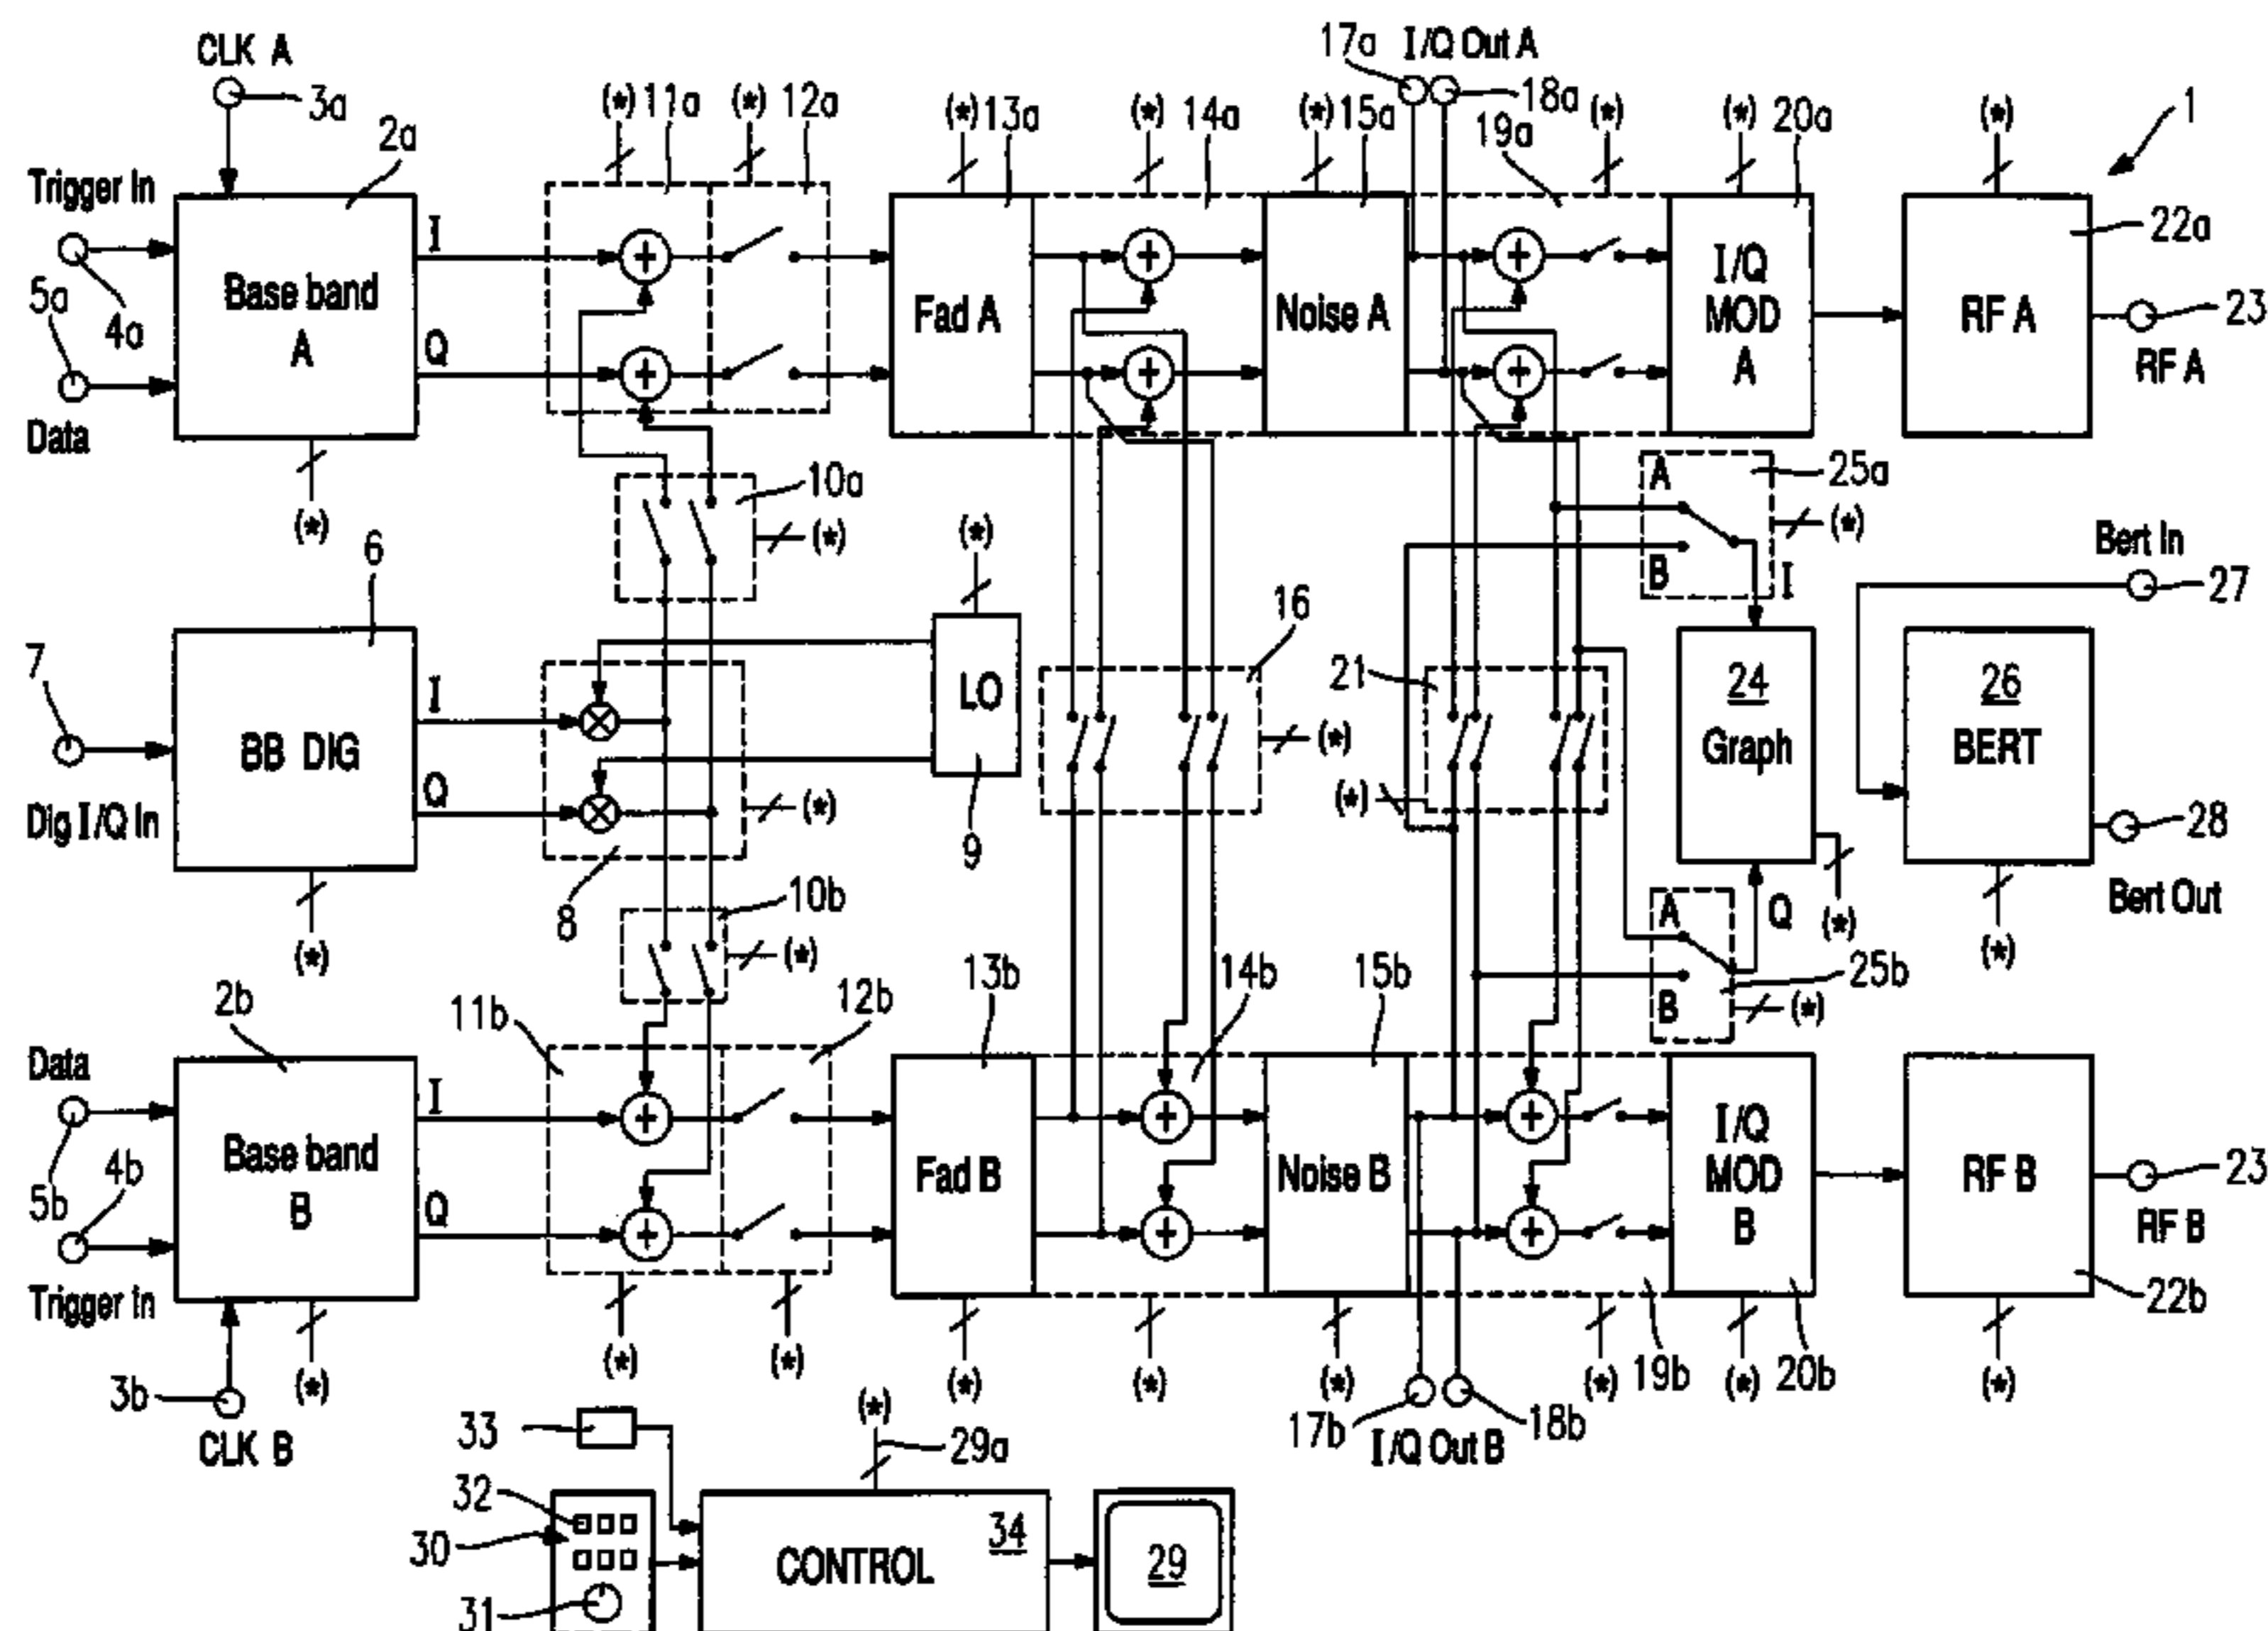 17a I/Q Out A
CLK A
3a
(*) 11a (*) 12a
(*) 13a (*) 14a (*) 15a 18a
19a (*) (*) 20a (*) 1
2a
Trigger In
I
22a
5a 4a
Base band
A
Fad A
Noise A
I/Q
MOD
A
RF A
23
RF A
Q
Data
(*)
10a
(*)
A 25a
(*)
B I
Bert In
27
6
(*)
16
7
I
LO
21
24
Graph
26
BERT
BB DIG
(*)
Q
Dig I/Q In
(*)
(*)
9
28
8
10b
A Q (*)
Bert Out
(*)
(*)
(*)
2b
11b
12b
13b
14b
15b
25b
B (*)
Data
I
5b 4b
Base band
B
Fad B
Noise B
I/Q
MOD
B
RF B
23
RF B
Q
Trigger In
22b
(*) (*) (*)
3b
(*) (*) (*) (*) 19b (*) 20b (*)
CLK B
33
(*)
29a
17b I/Q Out B 18b
32
30
31
CONTROL 34
29